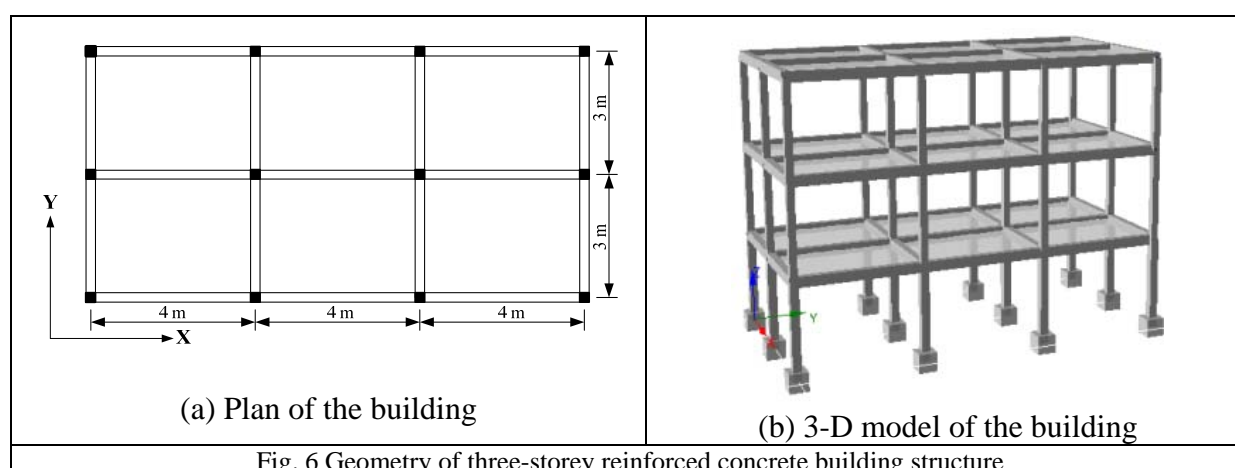 3 m
Y
3 m
4 m
4 m
4 m
X
(a) Plan of the building
Z
Y
X
(b) 3-D model of the building
Fig. 6 Geometry of three-storey reinforced concrete building structure